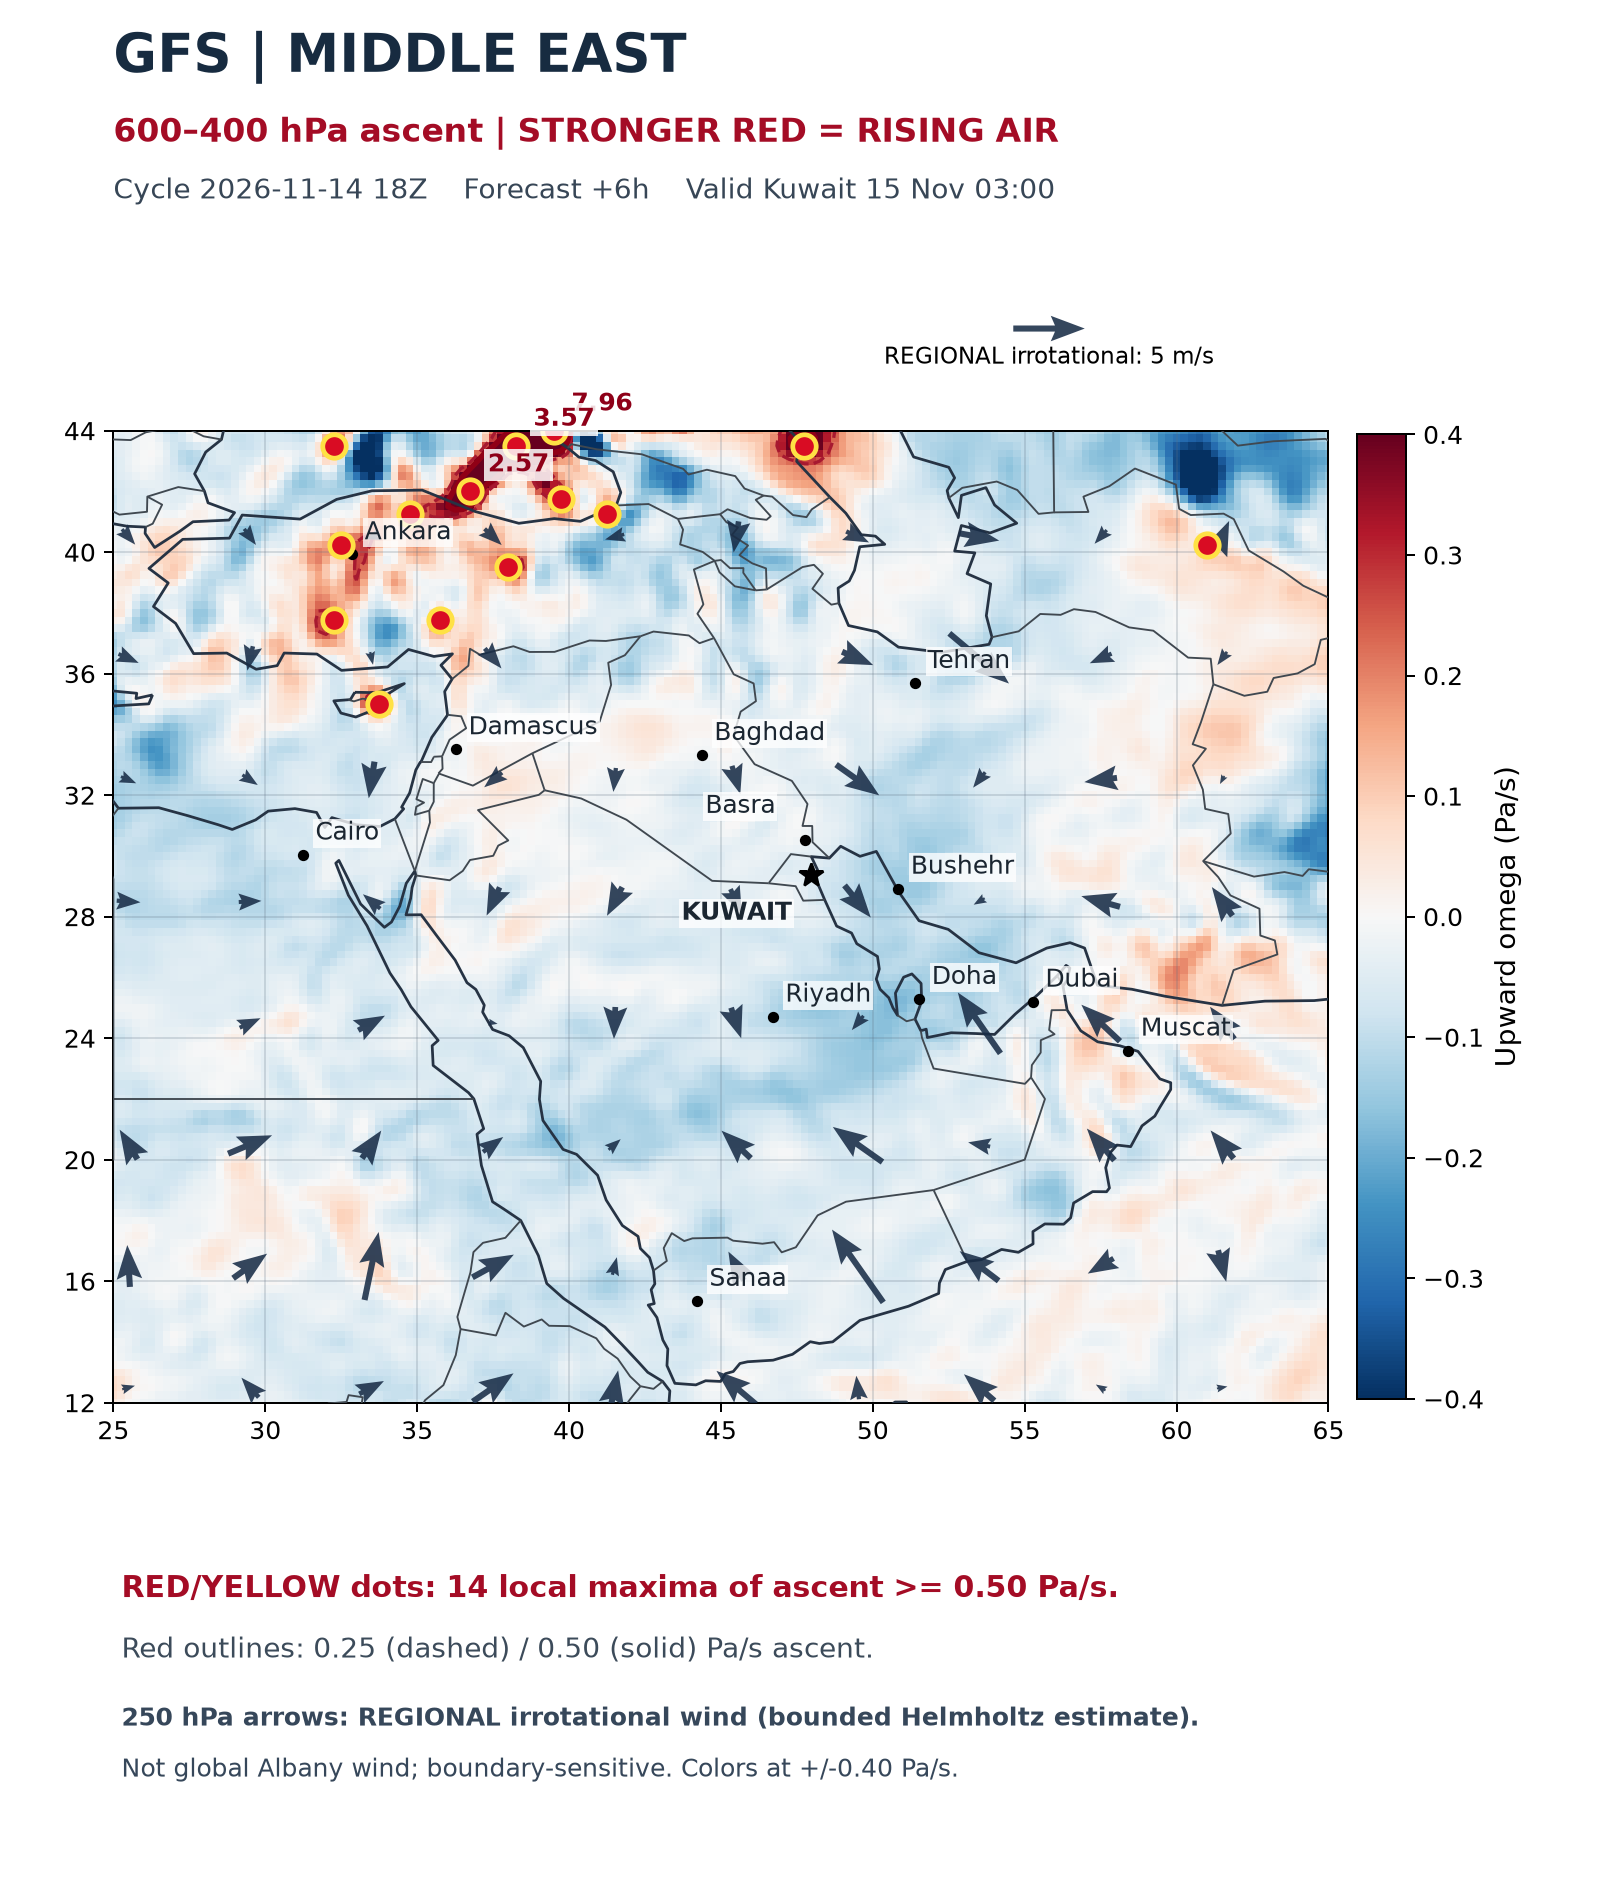 GFS | MIDDLE EAST
600–400 hPa ascent | STRONGER RED = RISING AIR
Cycle 2026-11-14 18Z Forecast +6h Valid Kuwait 15 Nov 03:00
REGIONAL irrotational: 5 m/s
7.96
3.57
2.57
44
40
36
32
28
24
20
16
12
Ankara
Tehran
Damascus
Baghdad
Basra
Cairo
Bushehr
KUWAIT
Doha
Dubai
Riyadh
Muscat
Sanaa
25 30 35 40 45 50 55 60 65
0.4
0.3
0.2
0.1
0.0
−0.1
−0.2
−0.3
−0.4
Upward omega (Pa/s)
RED/YELLOW dots: 14 local maxima of ascent >= 0.50 Pa/s.
Red outlines: 0.25 (dashed) / 0.50 (solid) Pa/s ascent.
250 hPa arrows: REGIONAL irrotational wind (bounded Helmholtz estimate).
Not global Albany wind; boundary-sensitive. Colors at +/-0.40 Pa/s.